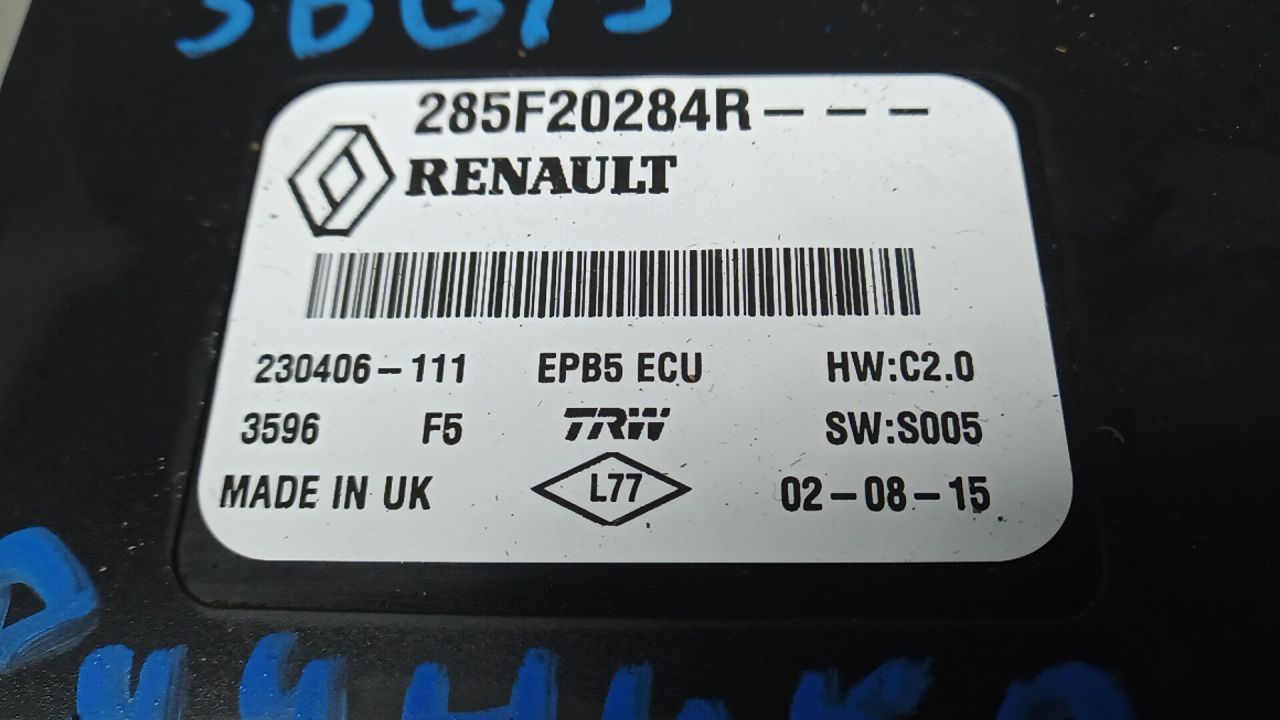 285F20284R---
RENAULT
230406-111 EPB5 ECU HW:C2.0
3596 F5 TRW SW:S005
MADE IN UK L77 02-08-15